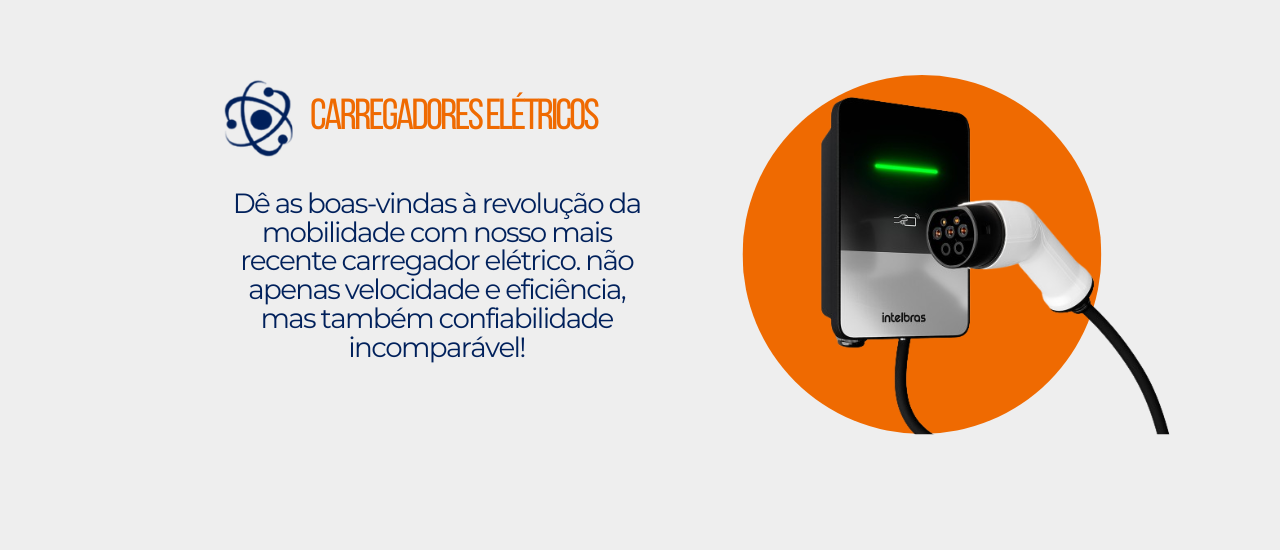 CARREGADORES ELÉTRICOS
Dê as boas-vindas à revolução da
mobilidade com nosso mais
recente carregador elétrico. não
apenas velocidade e eficiência,
mas também confiabilidade
incomparável!
intelbras